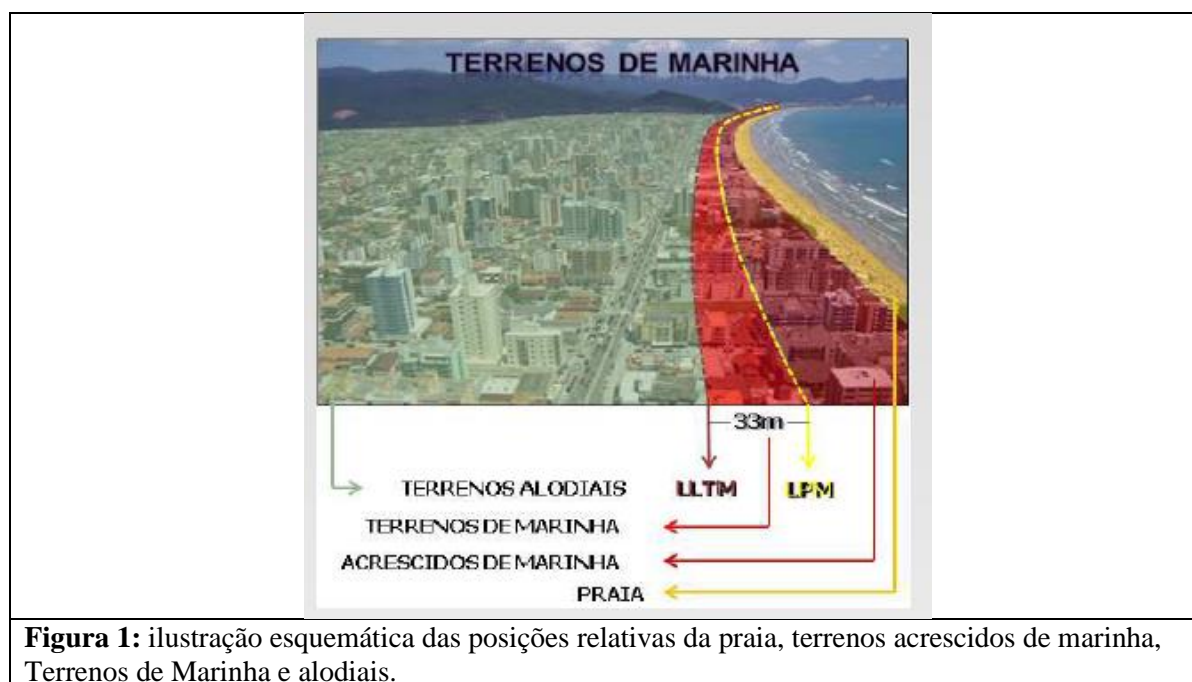 TERRENOS DE MARINHA
33m
TERRENOS ALODIAIS LLTM LPM
TERRENOS DE MARINHA
ACRESCIDOS DE MARINHA
PRAIA
Figura 1: ilustração esquemática das posições relativas da praia, terrenos acrescidos de marinha,
Terrenos de Marinha e alodiais.